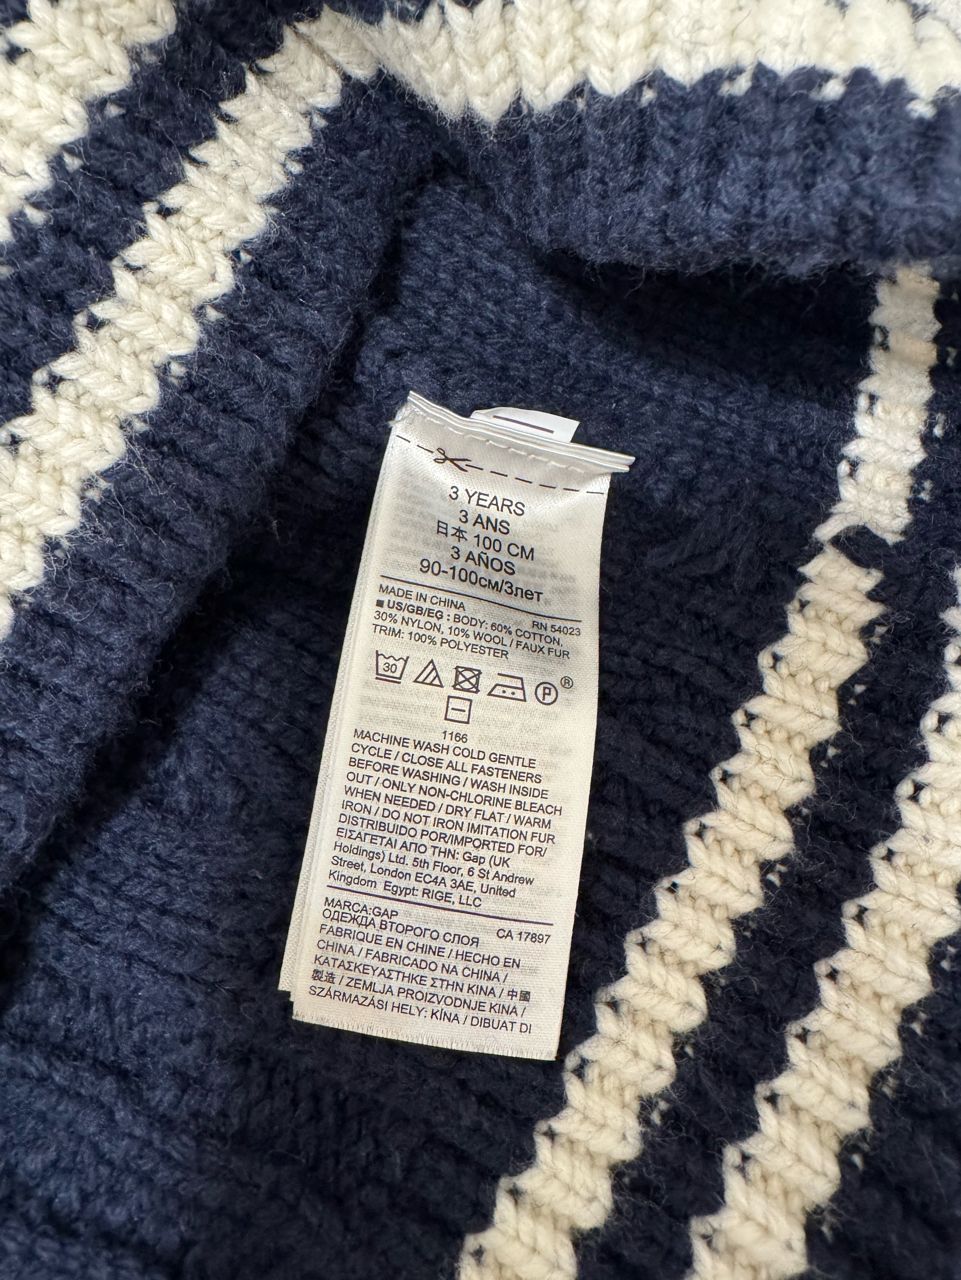 3 YEARS
3 ANS
日本 100 CM
3 AÑOS
90-100см/3лет
MADE IN CHINA
RN 54023
■ US/GB/EG : BODY: 60% COTTON,
30% NYLON, 10% WOOL / FAUX FUR
TRIM: 100% POLYESTER
30
P
®
1166
MACHINE WASH COLD GENTLE
CYCLE / CLOSE ALL FASTENERS
BEFORE WASHING / WASH INSIDE
OUT / ONLY NON-CHLORINE BLEACH
WHEN NEEDED / DRY FLAT / WARM
IRON / DO NOT IRON IMITATION FUR
DISTRIBUIDO POR/IMPORTED FOR/
ΕΙΣΑΓΕΤΑΙ ΑΠΟ ΤΗΝ: Gap (UK
Holdings) Ltd. 5th Floor, 6 St Andrew
Street, London EC4A 3AE, United
Kingdom Egypt: RIGE, LLC
MARCA:GAP
CA 17897
ОДЕЖДА ВТОРОГО СЛОЯ
FABRIQUE EN CHINE / HECHO EN
CHINA / FABRICADO NA CHINA /
ΚΑΤΑΣΚΕΥΑΣΤΗΚΕ ΣΤΗΝ ΚΙΝΑ / 中國
製造 / ZEMLJA PROIZVODNJE KINA /
SZÁRMAZÁSI HELY: KÍNA / DIBUAT DI